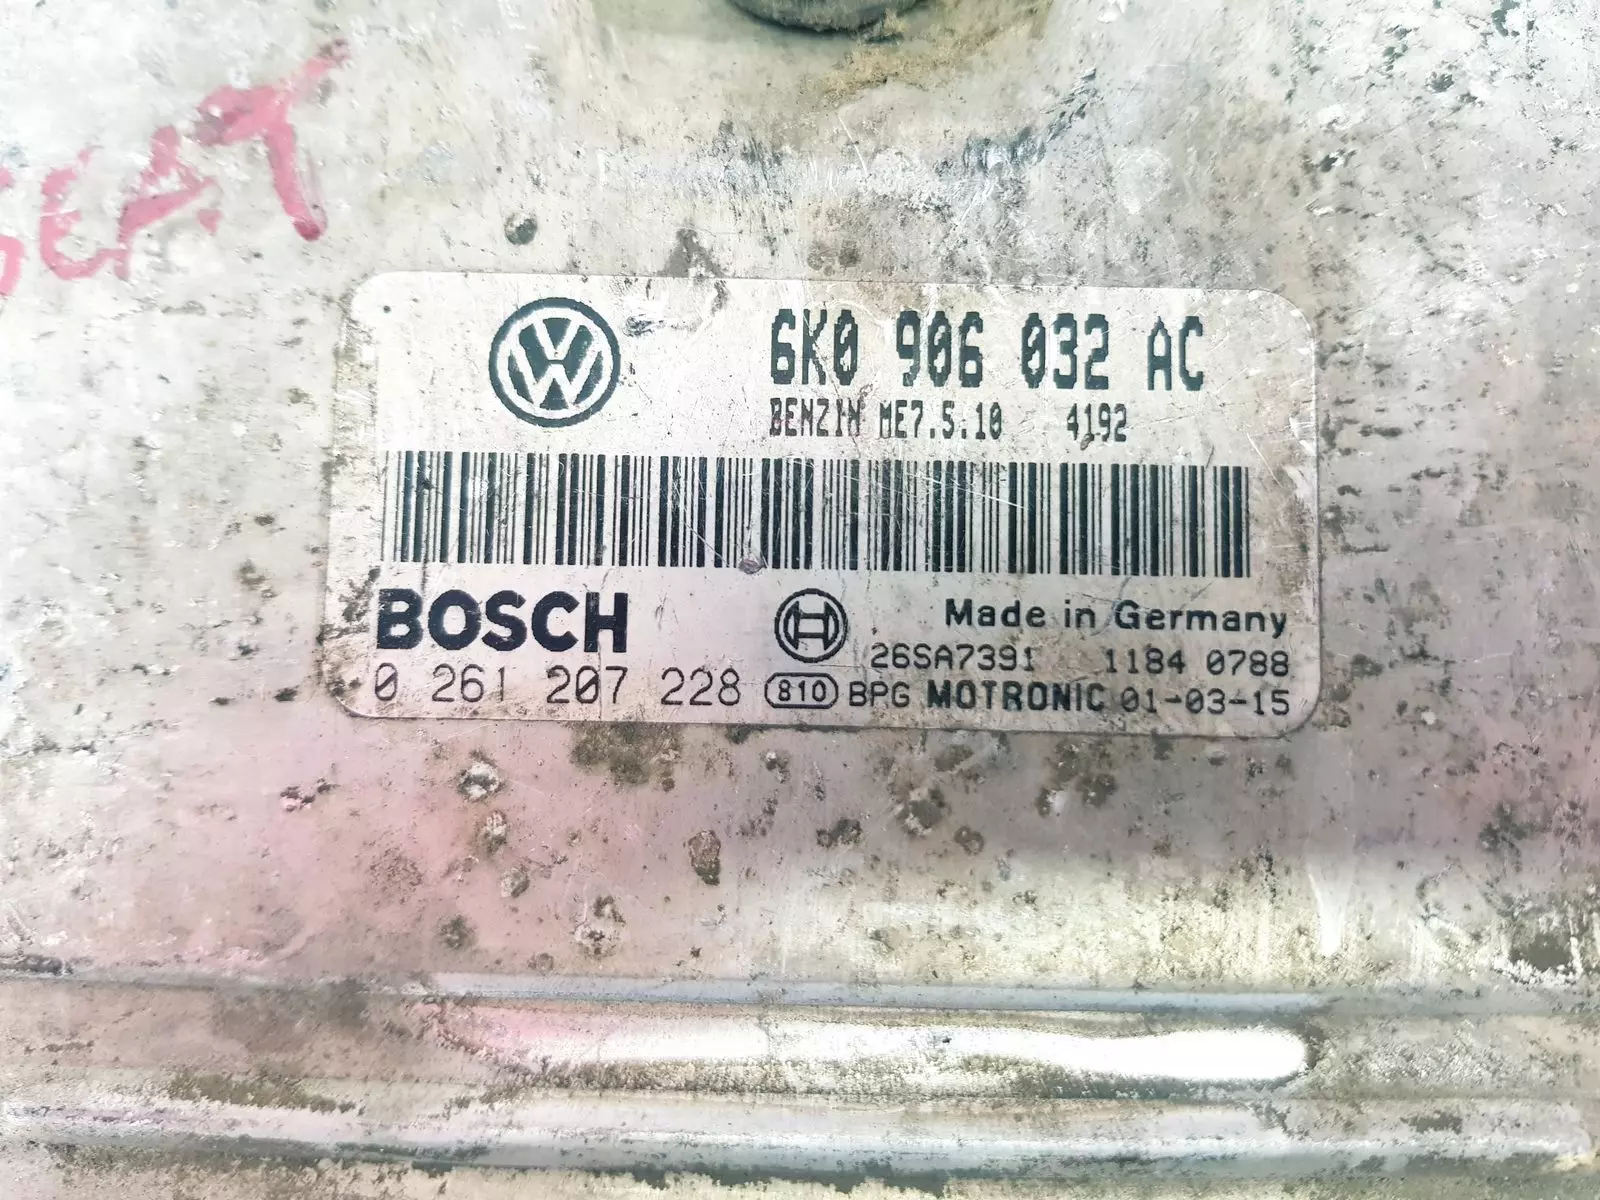 SEAT
6K0 906 032 AC
BENZIN ME7.5.10 4192
BOSCH
Made in Germany
26SA7391 1184 0788
0 261 207 228 810 BPG MOTRONIC 01-03-15